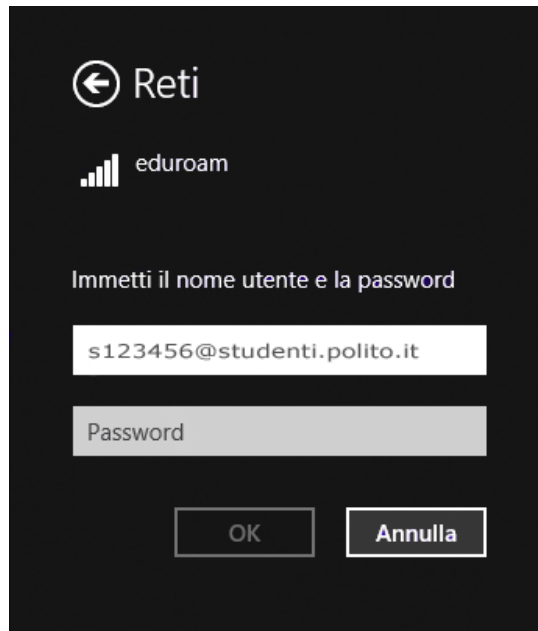 Reti
eduroam
Immetti il nome utente e la password
s123456@studenti.polito.it
Password
OK
Annulla